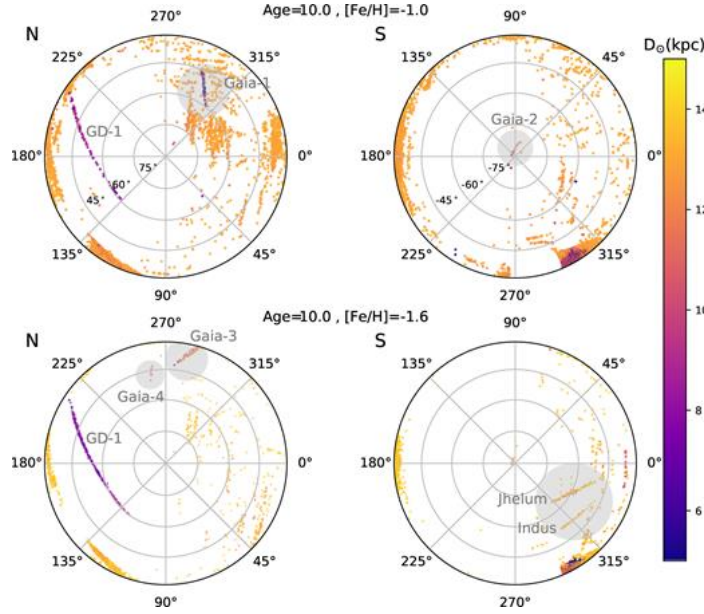 Age=10.0 , [Fe/H]=-1.0
N
270°
225°
315°
Gaia-1
GD-1
180°
0°
75°
60°
45°
135°
45°
90°
S
90°
135°
45°
Gaia-2
180°
0°
-75°
-60°
-45°
225°
315°
270°
Age=10.0 , [Fe/H]=-1.6
N
270°
225°
315°
Gaia-3
Gaia-4
GD-1
180°
0°
135°
45°
90°
S
90°
135°
45°
Jhelum
Indus
180°
0°
225°
315°
270°
D⊙(kpc)
14
12
10
8
6